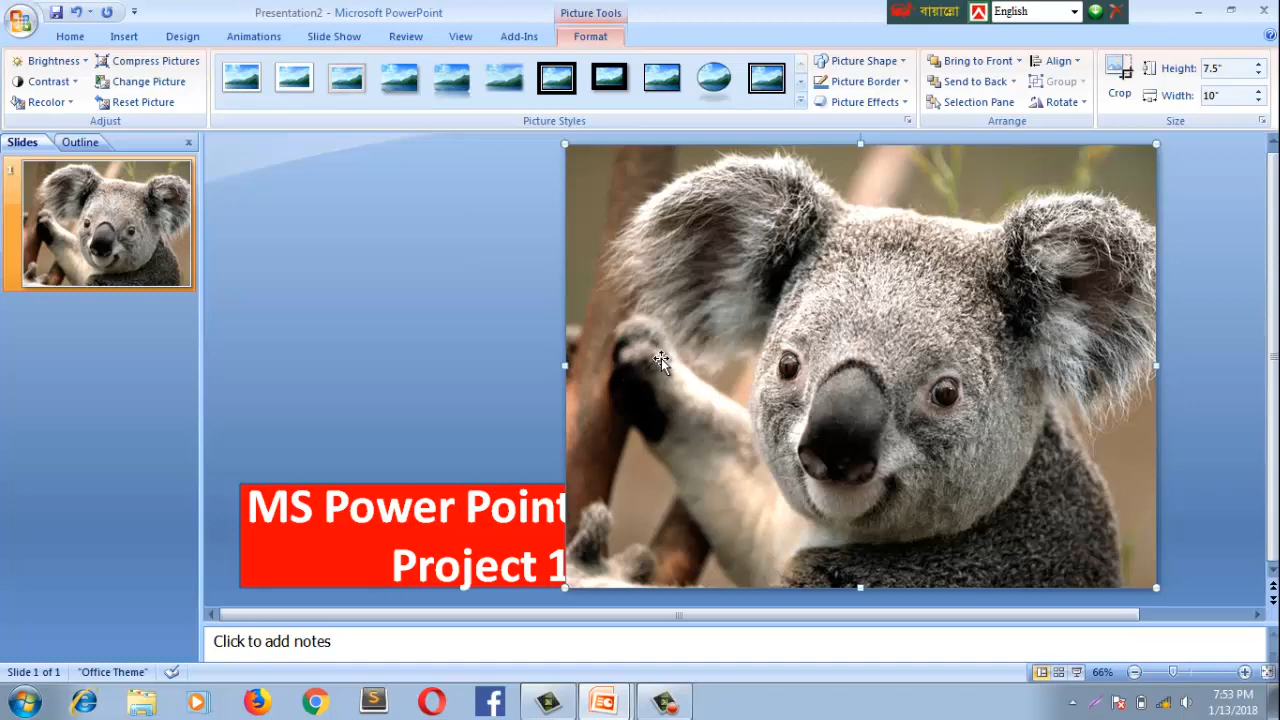 Presentation2 - Microsoft PowerPoint
Picture Tools
বায়ান্নো
English
Home
Insert
Design
Animations
Slide Show
Review
View
Add-Ins
Format
Brightness
Compress Pictures
Contrast
Change Picture
Recolor
Reset Picture
Adjust
Picture Shape
Picture Border
Picture Effects
Picture Styles
Bring to Front
Align
Send to Back
Group
Selection Pane
Rotate
Arrange
Crop
Height: 7.5"
Width: 10"
Size
Slides
Outline
1
MS Power Point
Project 1
Click to add notes
Slide 1 of 1
"Office Theme"
66%
7:53 PM
1/13/2018